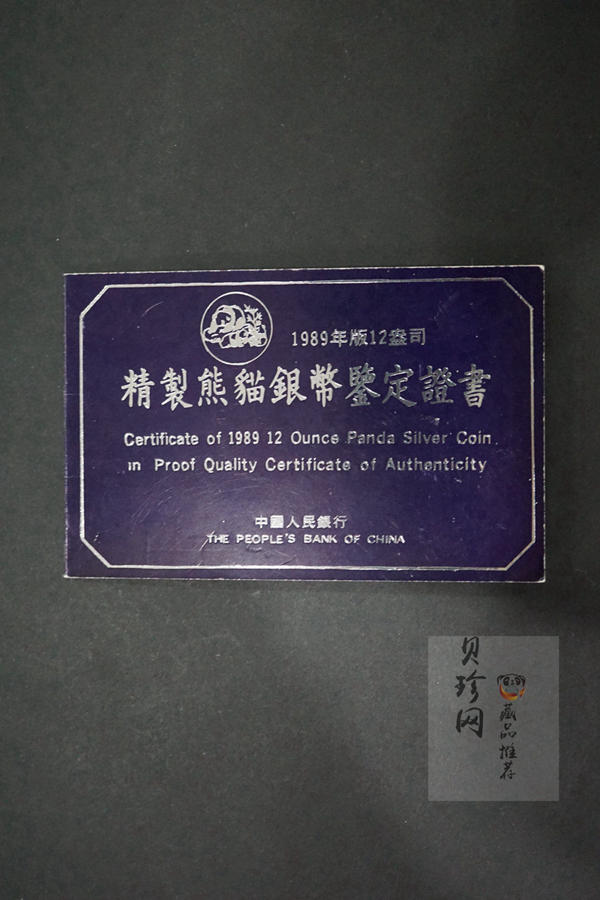 1989年版12盎司
精製熊貓銀幣鑒定證書
Certificate of 1989 12 Ounce Panda Silver Coin
in Proof Quality Certificate of Authenticity
中國人民銀行
THE PEOPLE'S BANK OF CHINA
贝珍网
藏品推荐